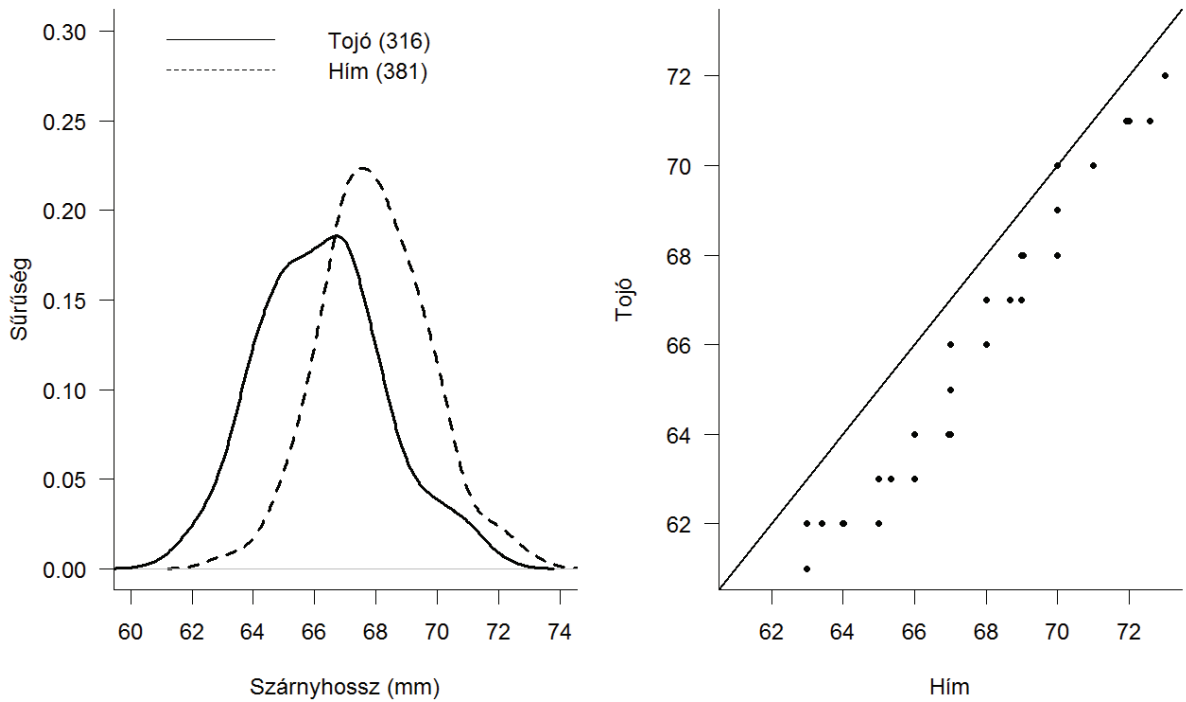 Tojó (316)
Hím (381)
Sűrűség
0.30
0.25
0.20
0.15
0.10
0.05
0.00
60 62 64 66 68 70 72 74
Szárnyhossz (mm)
Tojó
72
70
68
66
64
62
62 64 66 68 70 72
Hím